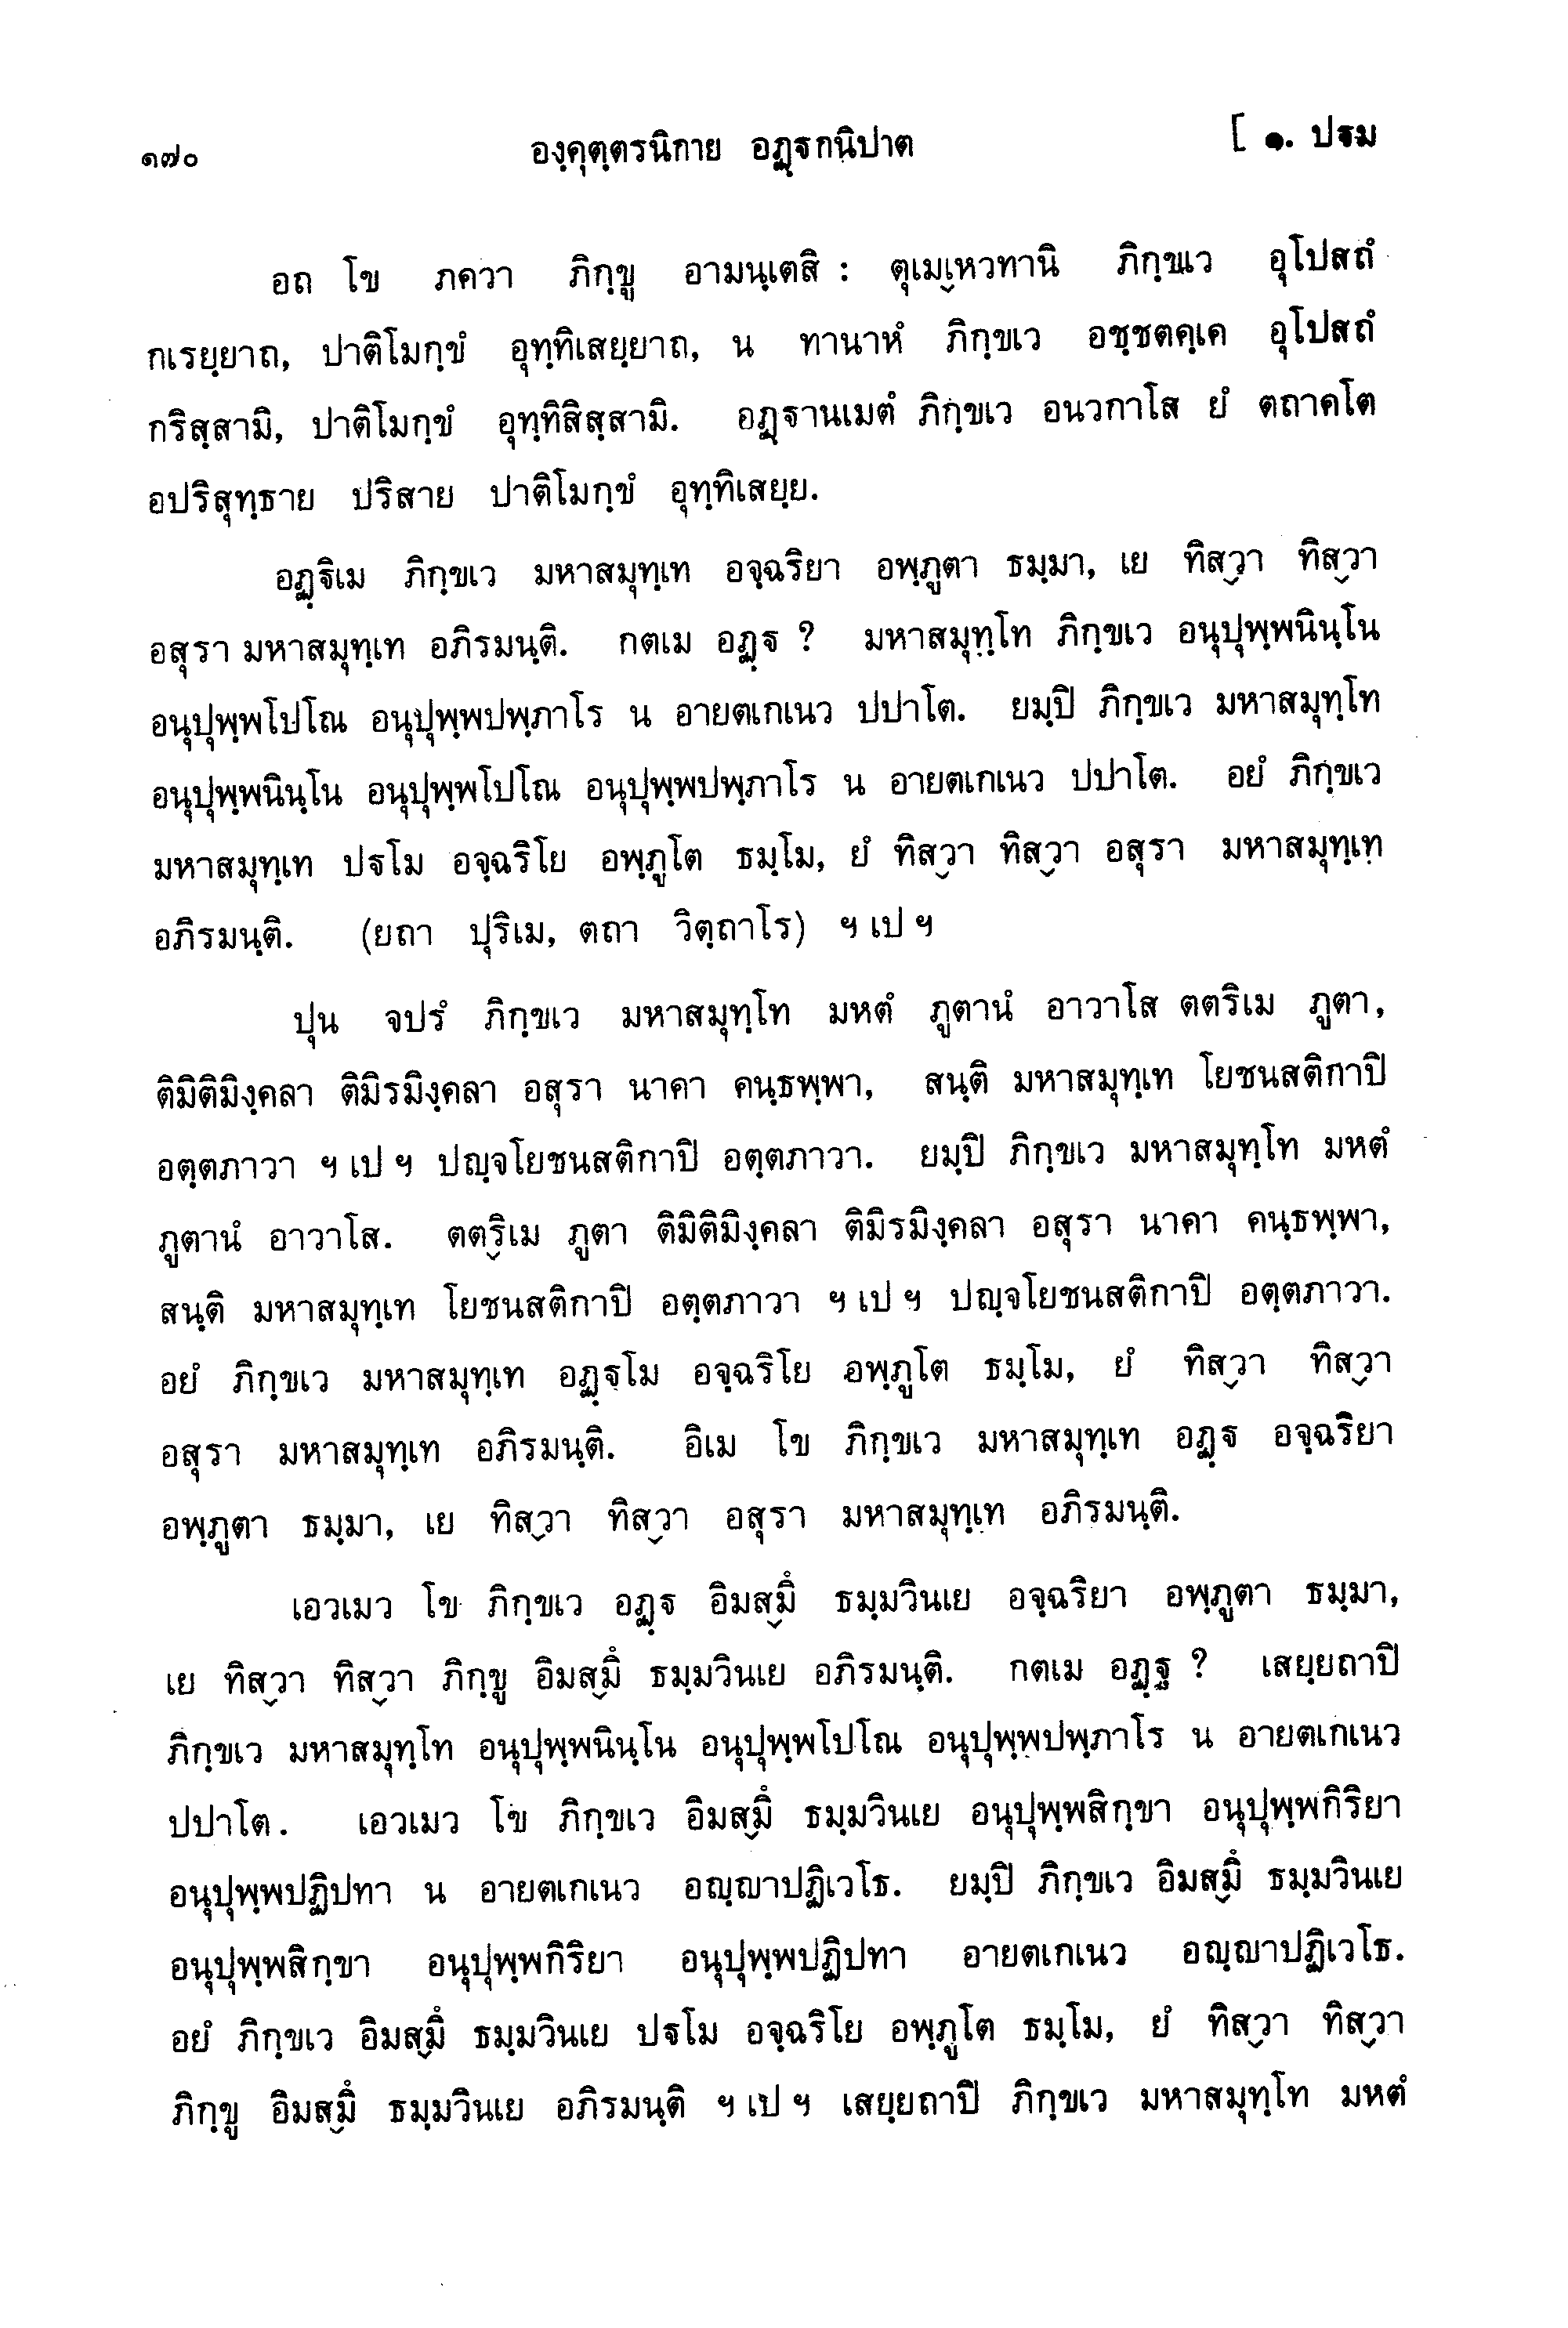 ๑๗๐ องฺคุตฺตรนิกาย อฏฺฐกนิปาต [ ๑. ปฐม
อถ โข ภควา ภิกฺขู อามนฺเตสิ : ตุเมฺหวทานิ ภิกฺขเว อุโปสถํ
กเรยฺยาถ, ปาติโมกฺขํ อุทฺทิเสยฺยาถ, น ทานาหํ ภิกฺขเว อชฺชตคฺเค อุโปสถํ
กริสฺสามิ, ปาติโมกฺขํ อุทฺทิสิสฺสามิ. อฏฺฐานเมตํ ภิกฺขเว อนวกาโส ยํ ตถาคโต
อปริสุทฺธาย ปริสาย ปาติโมกฺขํ อุทฺทิเสยฺย.
อฏฺฐิเม ภิกฺขเว มหาสมุทฺเท อจฺฉริยา อพฺภูตา ธมฺมา, เย ทิสฺวา ทิสฺวา
อสุรา มหาสมุทฺเท อภิรมนฺติ. กตเม อฏฺฐ ? มหาสมุทฺโท ภิกฺขเว อนุปุพฺพนินฺโน
อนุปุพฺพโปโณ อนุปุพฺพปพฺภาโร น อายตเกเนว ปปาโต. ยมฺปิ ภิกฺขเว มหาสมุทฺโท
อนุปุพฺพนินฺโน อนุปุพฺพโปโณ อนุปุพฺพปพฺภาโร น อายตเกเนว ปปาโต. อยํ ภิกฺขเว
มหาสมุทฺเท ปฐโม อจฺฉริโย อพฺภูโต ธมฺโม, ยํ ทิสฺวา ทิสฺวา อสุรา มหาสมุทฺเท
อภิรมนฺติ. (ยถา ปุริเม, ตถา วิตฺถาโร) ฯ เป ฯ
ปุน จปรํ ภิกฺขเว มหาสมุทฺโท มหตํ ภูตานํ อาวาโส ตตริเม ภูตา,
ติมิติมิงฺคลา ติมิรมิงฺคลา อสุรา นาคา คนฺธพฺพา, สนฺติ มหาสมุทฺเท โยชนสติกาปิ
อตฺตภาวา ฯ เป ฯ ปญฺจโยชนสติกาปิ อตฺตภาวา. ยมฺปิ ภิกฺขเว มหาสมุทฺโท มหตํ
ภูตานํ อาวาโส. ตตฺริเม ภูตา ติมิติมิงฺคลา ติมิรมิงฺคลา อสุรา นาคา คนฺธพฺพา,
สนฺติ มหาสมุทฺเท โยชนสติกาปิ อตฺตภาวา ฯ เป ฯ ปญฺจโยชนสติกาปิ อตฺตภาวา.
อยํ ภิกฺขเว มหาสมุทฺเท อฏฺฐโม อจฺฉริโย อพฺภูโต ธมฺโม, ยํ ทิสฺวา ทิสฺวา
อสุรา มหาสมุทฺเท อภิรมนฺติ. อิเม โข ภิกฺขเว มหาสมุทฺเท อฏฺฐ อจฺฉริยา
อพฺภูตา ธมฺมา, เย ทิสฺวา ทิสฺวา อสุรา มหาสมุทฺเท อภิรมนฺติ.
เอวเมว โข ภิกฺขเว อฏฺฐ อิมสฺมึ ธมฺมวินเย อจฺฉริยา อพฺภูตา ธมฺมา,
เย ทิสฺวา ทิสฺวา ภิกฺขู อิมสฺมึ ธมฺมวินเย อภิรมนฺติ. กตเม อฏฺฐ ? เสยฺยถาปิ
ภิกฺขเว มหาสมุทฺโท อนุปุพฺพนินฺโน อนุปุพฺพโปโณ อนุปุพฺพปพฺภาโร น อายตเกเนว
ปปาโต. เอวเมว โข ภิกฺขเว อิมสฺมึ ธมฺมวินเย อนุปุพฺพสิกฺขา อนุปุพฺพกิริยา
อนุปุพฺพปฏิปทา น อายตเกเนว อญฺญาปฏิเวโธ. ยมฺปิ ภิกฺขเว อิมสฺมึ ธมฺมวินเย
อนุปุพฺพสิกฺขา อนุปุพฺพกิริยา อนุปุพฺพปฏิปทา อายตเกเนว อญฺญาปฏิเวโธ.
อยํ ภิกฺขเว อิมสฺมึ ธมฺมวินเย ปฐโม อจฺฉริโย อพฺภูโต ธมฺโม, ยํ ทิสฺวา ทิสฺวา
ภิกฺขู อิมสฺมึ ธมฺมวินเย อภิรมนฺติ ฯ เป ฯ เสยฺยถาปิ ภิกฺขเว มหาสมุทฺโท มหตํ